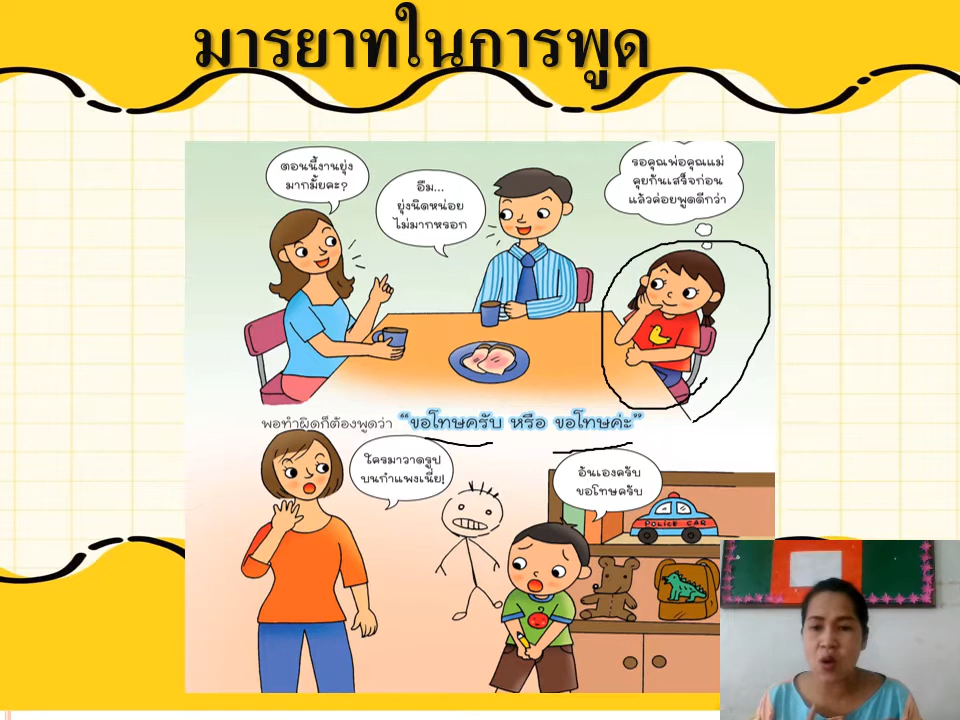 มารยาทในการพูด
ตอนนี้งานยุ่ง
มากมั้ยคะ?
อืม...
ยุ่งนิดหน่อย
ไม่มากหรอก
รอคุณพ่อคุณแม่
คุยกันเสร็จก่อน
แล้วค่อยพูดดีกว่า
พอทำผิดก็ต้องพูดว่า “ขอโทษครับ หรือ ขอโทษค่ะ”
ใครมาวาดรูป
บนกำแพงเนี่ย!
อั้นเองครับ
ขอโทษครับ
POLICE CAR